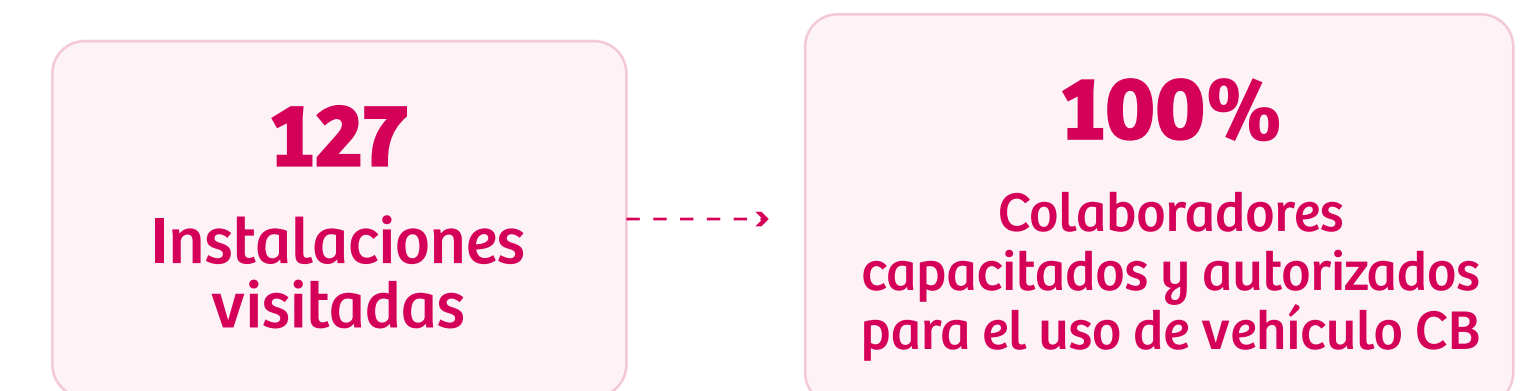 127
Instalaciones
visitadas
100%
Colaboradores
capacitados y autorizados
para el uso de vehículo CB